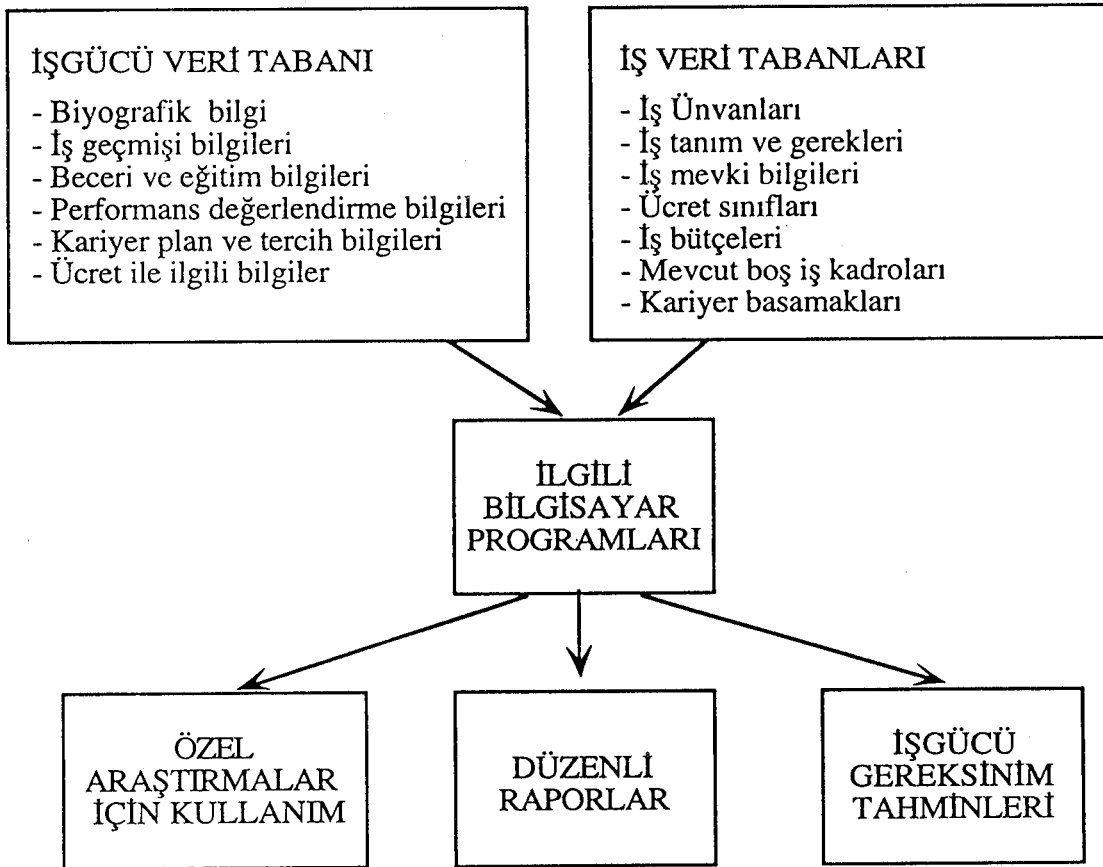 İŞGÜCÜ VERİ TABANI
- Biyografik bilgi
- İş geçmişi bilgileri
- Beceri ve eğitim bilgileri
- Performans değerlendirme bilgileri
- Kariyer plan ve tercih bilgileri
- Ücret ile ilgili bilgiler
İŞ VERİ TABANLARI
- İş Ünvanları
- İş tanım ve gerekleri
- İş mevki bilgileri
- Ücret sınıfları
- İş bütçeleri
- Mevcut boş iş kadroları
- Kariyer basamakları
İLGİLİ
BİLGİSAYAR
PROGRAMLARI
ÖZEL
ARAŞTIRMALAR
İÇİN KULLANIM
DÜZENLİ
RAPORLAR
İŞGÜCÜ
GEREKSİNİM
TAHMİNLERİ